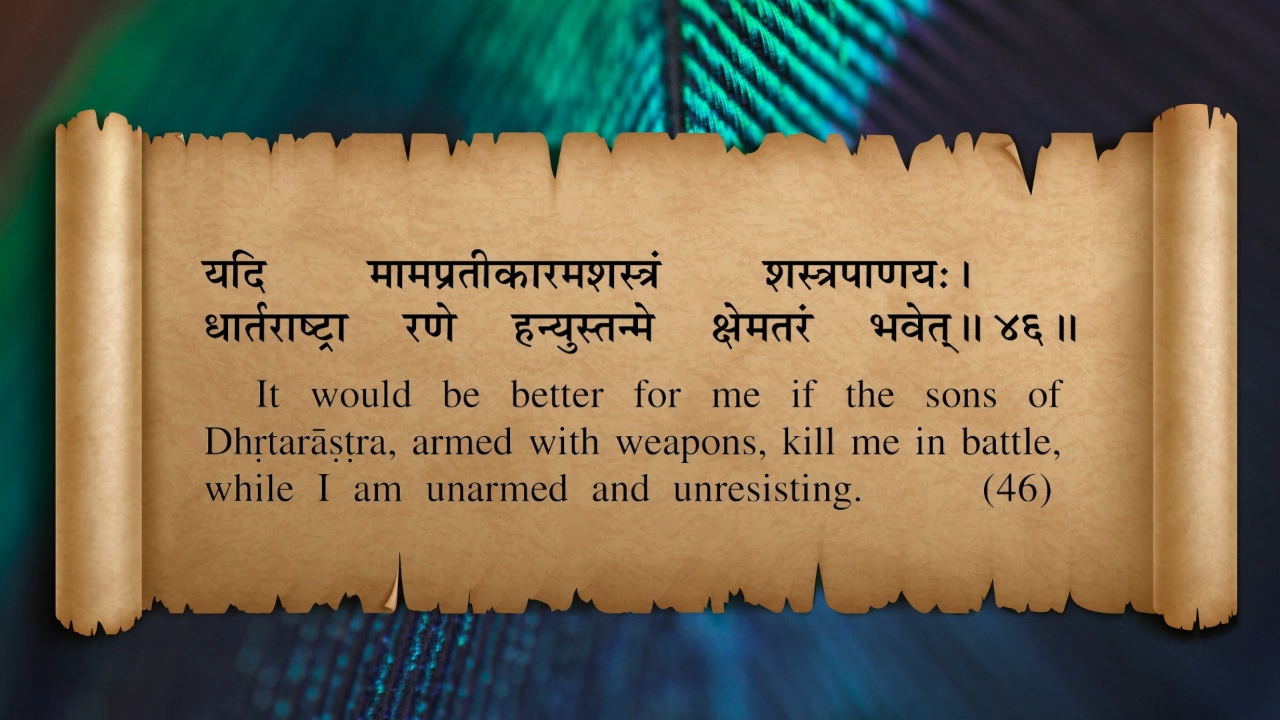 यदि मामप्रतीकारमशस्त्रं शस्त्रपाणयः।
धार्तराष्ट्रा रणे हन्युस्तन्मे क्षेमतरं भवेत्॥ ४६॥
It would be better for me if the sons of
Dhṛtarāṣṭra, armed with weapons, kill me in battle,
while I am unarmed and unresisting. (46)